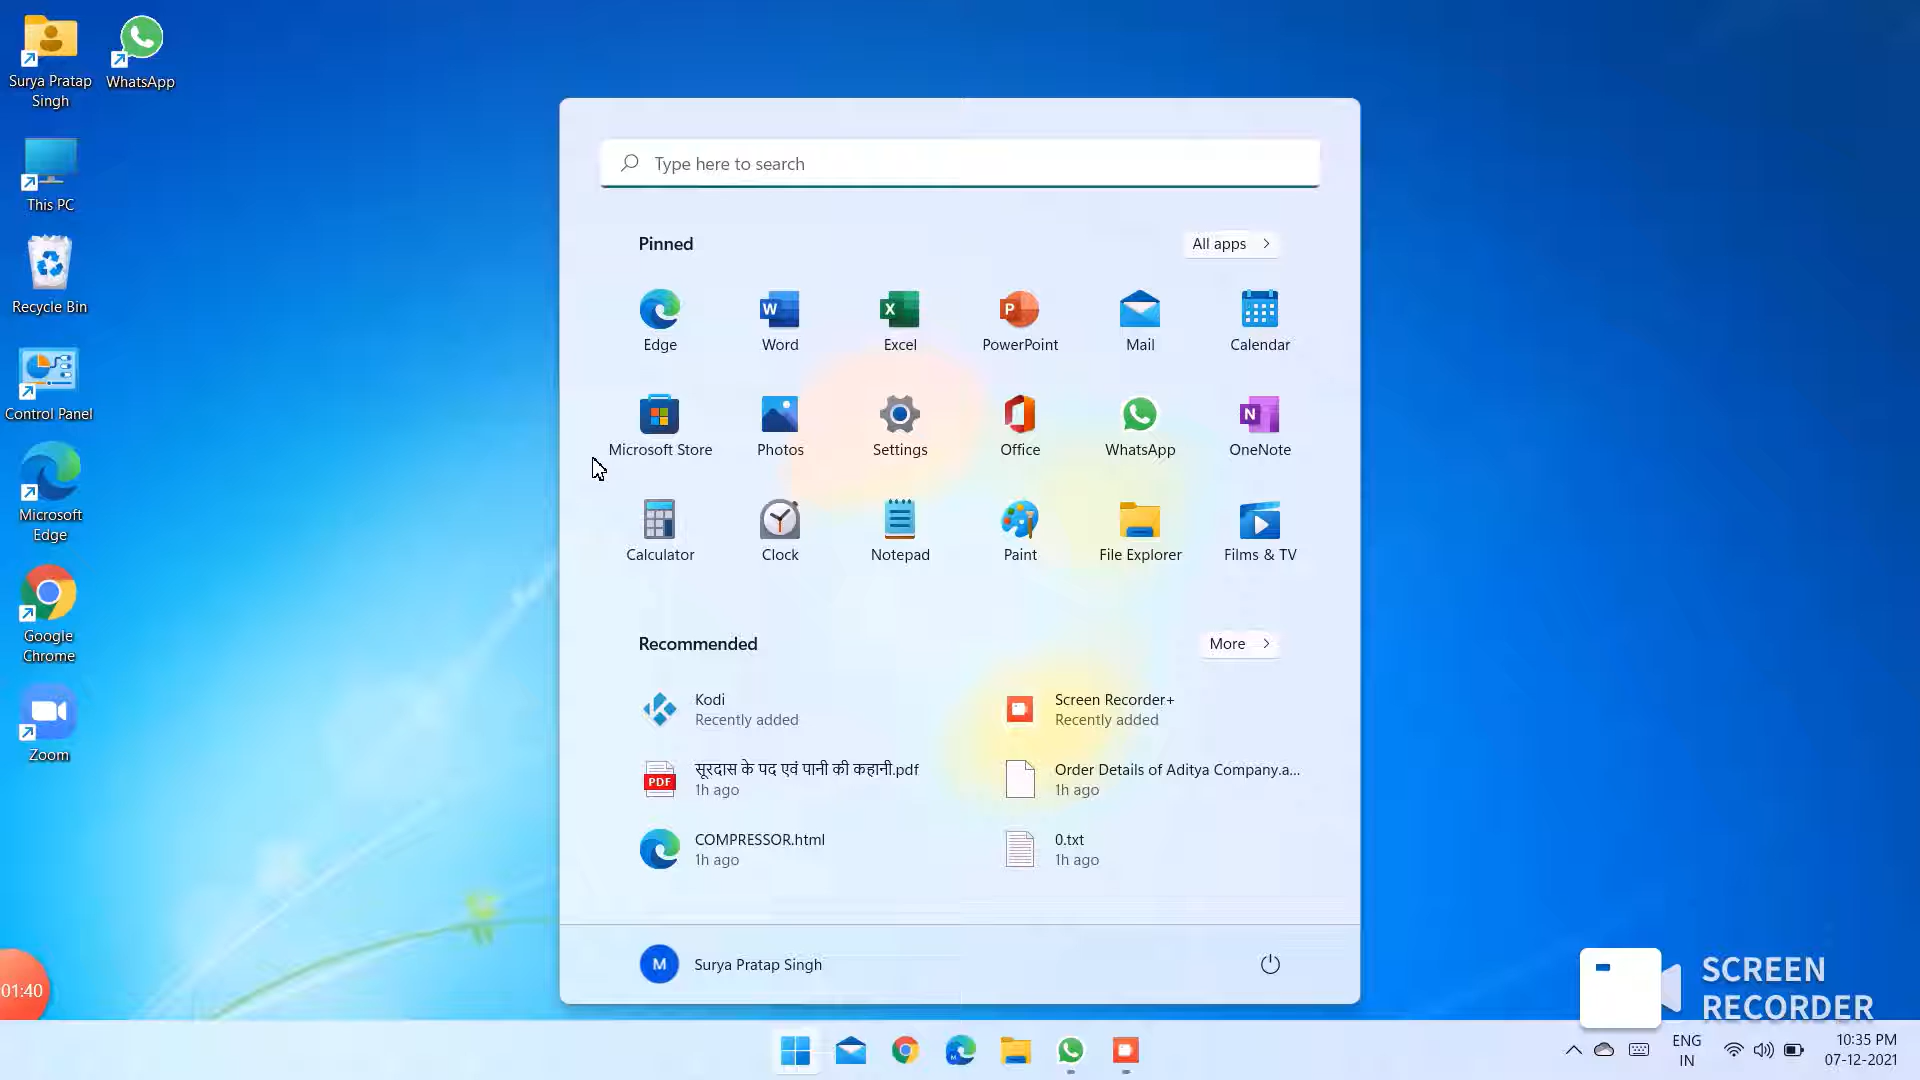 Surya Pratap
Singh
WhatsApp
This PC
Recycle Bin
Control Panel
Microsoft
Edge
Google
Chrome
Zoom
01:40
Type here to search
Pinned
All apps
Edge
Word
Excel
PowerPoint
Mail
Calendar
Microsoft Store
Photos
Settings
Office
WhatsApp
OneNote
Calculator
Clock
Notepad
Paint
File Explorer
Films & TV
Recommended
More
Kodi
Recently added
Screen Recorder+
Recently added
PDF
सूरदास के पद एवं पानी की कहानी.pdf
1h ago
Order Details of Aditya Company.a...
1h ago
COMPRESSOR.html
1h ago
0.txt
1h ago
M
Surya Pratap Singh
SCREEN
RECORDER
ENG
IN
10:35 PM
07-12-2021